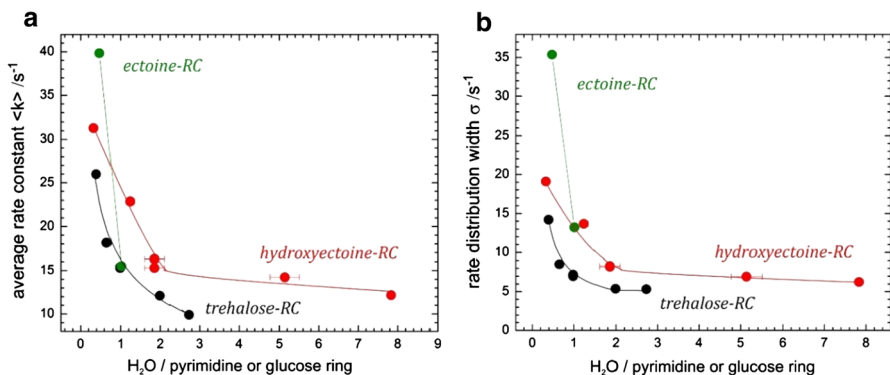 a
average rate constant <k> /s⁻¹
40
35
30
25
20
15
10
ectoine-RC
hydroxyectoine-RC
trehalose-RC
0 1 2 3 4 5 6 7 8 9
H₂O / pyrimidine or glucose ring
b
rate distribution width σ /s⁻¹
35
30
25
20
15
10
5
0
ectoine-RC
hydroxyectoine-RC
trehalose-RC
0 1 2 3 4 5 6 7 8
H₂O / pyrimidine or glucose ring